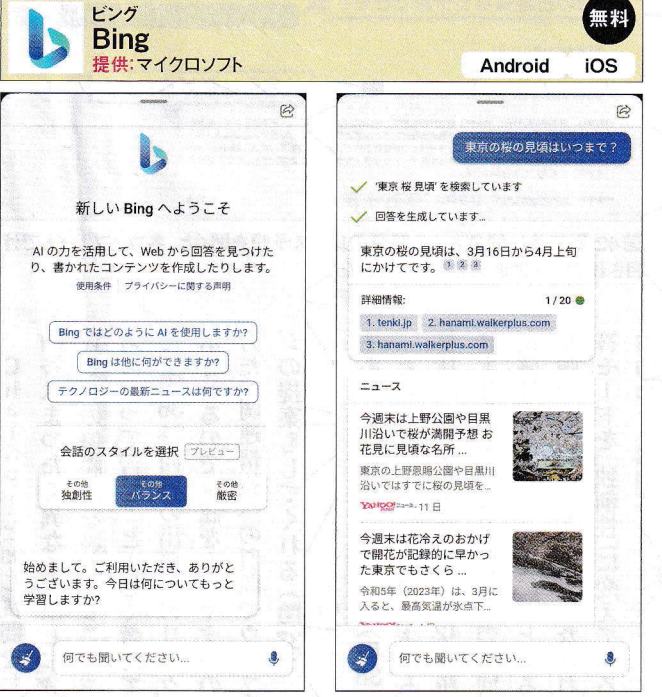 ビング
Bing
提供:マイクロソフト
無料
Android
iOS
新しい Bing へようこそ
AI の力を活用して、Web から回答を見つけた
り、書かれたコンテンツを作成したりします。
使用条件 プライバシーに関する声明
Bing ではどのように AI を使用しますか?
Bing は他に何ができますか?
テクノロジーの最新ニュースは何ですか?
会話のスタイルを選択 プレビュー
その他
独創性
その他
バランス
その他
厳密
始めまして。ご利用いただき、ありがと
うございます。今日は何についてもっと
学習しますか?
何でも聞いてください...
東京の桜の見頃はいつまで?
'東京 桜 見頃' を検索しています
回答を生成しています...
東京の桜の見頃は、3月16日から4月上旬
にかけてです。 1 2 3
詳細情報: 1 / 20
1. tenki.jp 2. hanami.walkerplus.com
3. hanami.walkerplus.com
ニュース
今週末は上野公園や目黒
川沿いで桜が満開予想 お
花見に見頃な名所 ...
東京の上野恩賜公園や目黒川
沿いではすでに桜の見頃を...
YAHOO! ニュース · 11 日
今週末は花冷えのおかげ
で開花が記録的に早かっ
た東京でもさくら ...
令和5年(2023年)は、3月に
入ると、最高気温が氷点下...
何でも聞いてください...